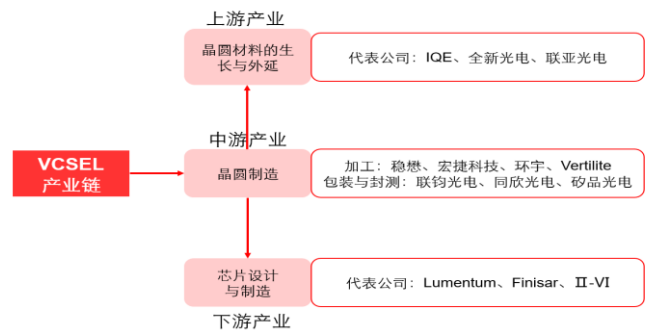 上游产业
晶圆材料的生
长与外延
代表公司：IQE、全新光电、联亚光电
中游产业
VCSEL
产业链
晶圆制造
加工：稳懋、宏捷科技、环宇、Vertilite
包装与封测：联钧光电、同欣光电、矽品光电
芯片设计
与制造
代表公司：Lumentum、Finisar、II-VI
下游产业